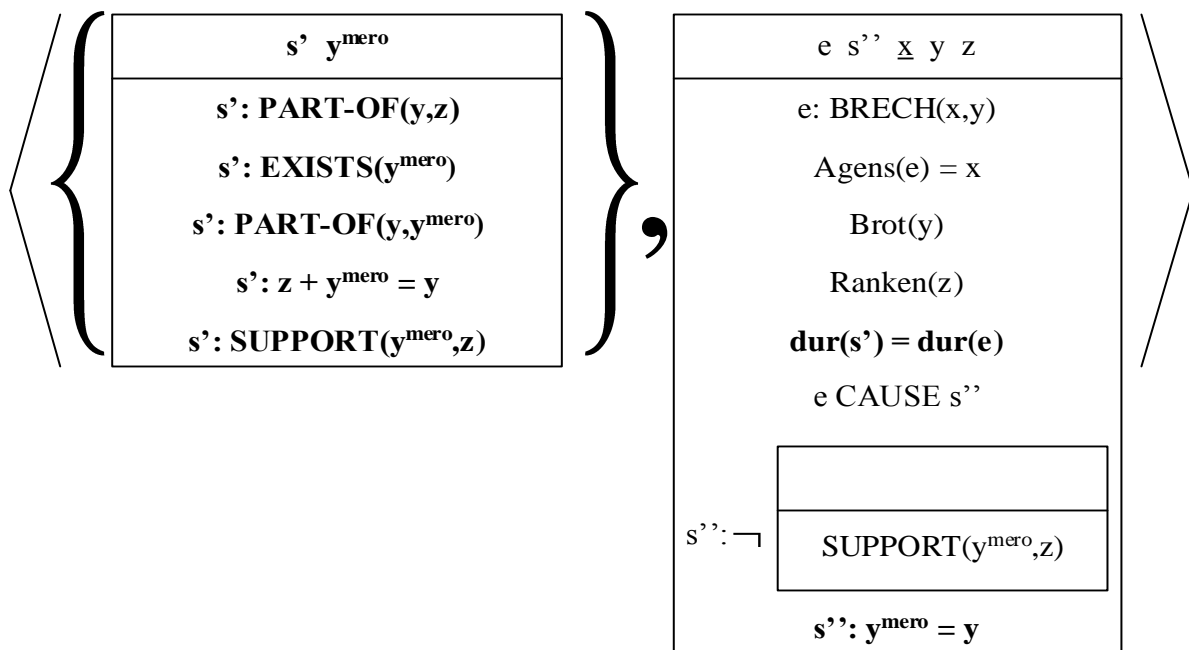 s’ y^mero
s’: PART-OF(y,z)
s’: EXISTS(y^mero)
s’: PART-OF(y,y^mero)
s’: z + y^mero = y
s’: SUPPORT(y^mero,z)
,
e s’’ x y z
e: BRECH(x,y)
Agens(e) = x
Brot(y)
Ranken(z)
dur(s’) = dur(e)
e CAUSE s’’
s’’: ¬
SUPPORT(y^mero,z)
s’’: y^mero = y